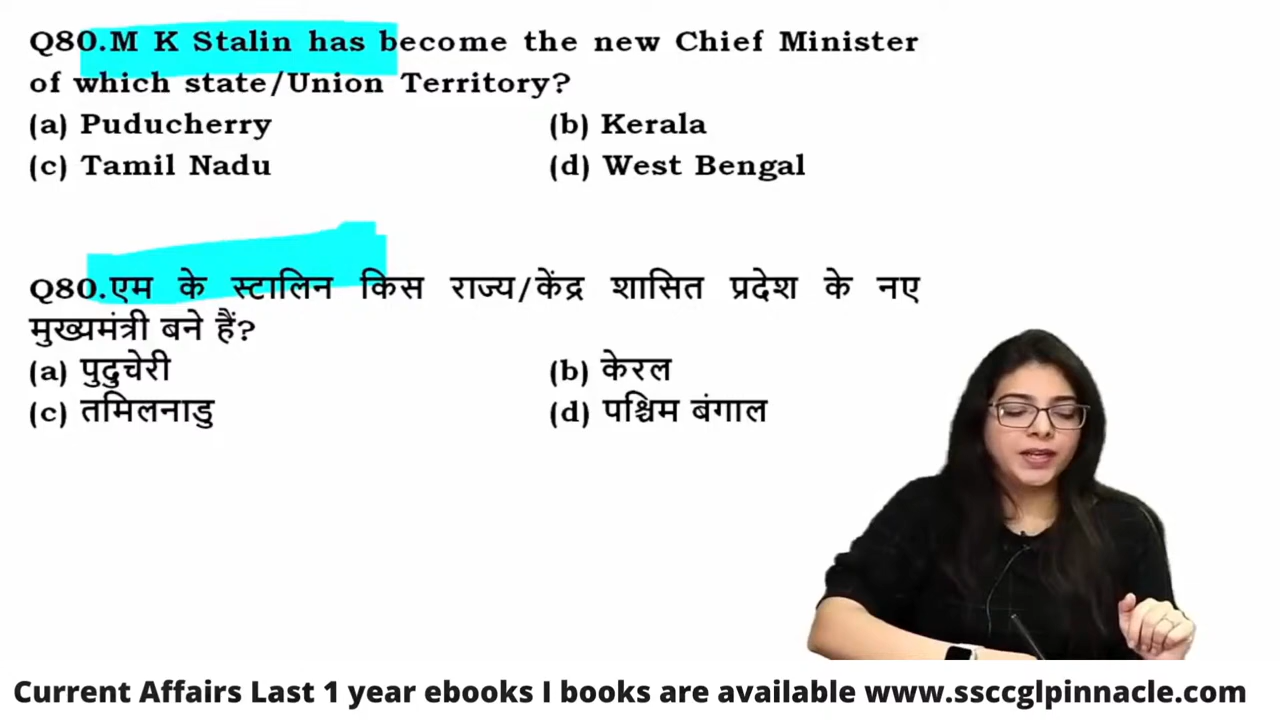 Q80.M K Stalin has become the new Chief Minister
of which state/Union Territory?
(a) Puducherry (b) Kerala
(c) Tamil Nadu (d) West Bengal
Q80.एम के स्टालिन किस राज्य/केंद्र शासित प्रदेश के नए
मुख्यमंत्री बने हैं?
(a) पुदुचेरी (b) केरल
(c) तमिलनाडु (d) पश्चिम बंगाल
Current Affairs Last 1 year ebooks I books are available www.ssccglpinnacle.com